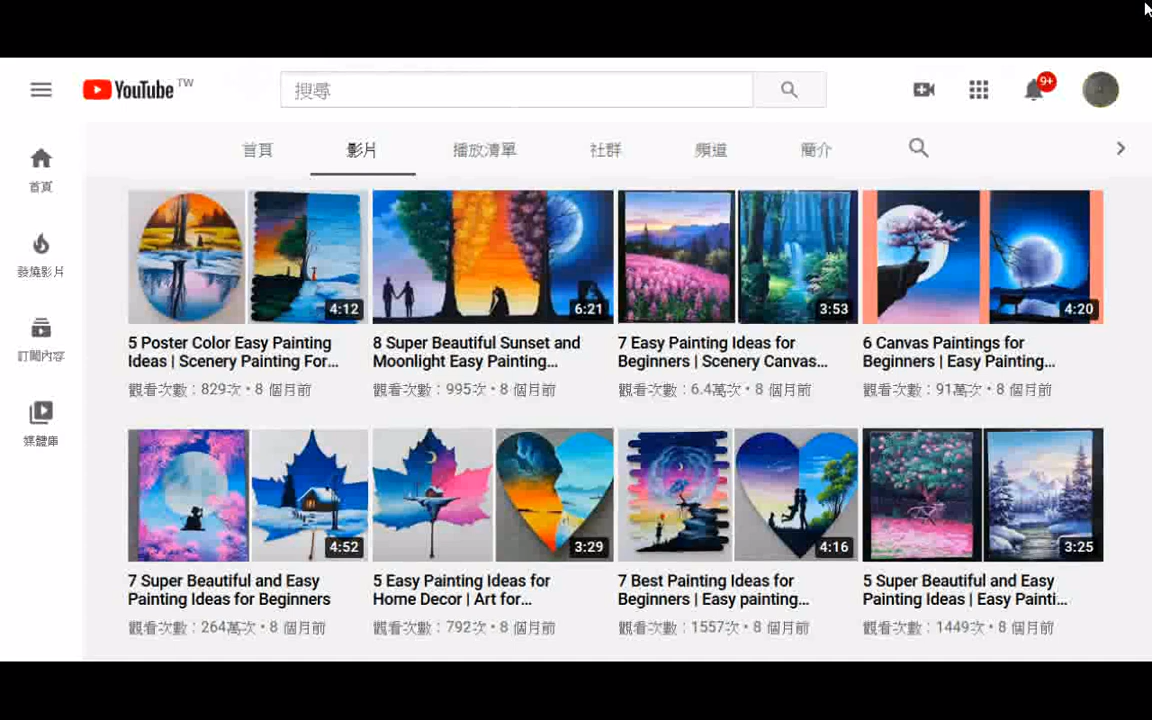 YouTube TW
搜尋
9+
首頁
影片
播放清單
社群
頻道
簡介
首頁
發燒影片
訂閱內容
媒體庫
4:12
6:21
3:53
4:20
5 Poster Color Easy Painting
Ideas | Scenery Painting For...
觀看次數：829次 • 8 個月前
8 Super Beautiful Sunset and
Moonlight Easy Painting...
觀看次數：995次 • 8 個月前
7 Easy Painting Ideas for
Beginners | Scenery Canvas...
觀看次數：6.4萬次 • 8 個月前
6 Canvas Paintings for
Beginners | Easy Painting...
觀看次數：91萬次 • 8 個月前
4:52
3:29
4:16
3:25
7 Super Beautiful and Easy
Painting Ideas for Beginners
觀看次數：264萬次 • 8 個月前
5 Easy Painting Ideas for
Home Decor | Art for...
觀看次數：792次 • 8 個月前
7 Best Painting Ideas for
Beginners | Easy painting...
觀看次數：1557次 • 8 個月前
5 Super Beautiful and Easy
Painting Ideas | Easy Painti...
觀看次數：1449次 • 8 個月前